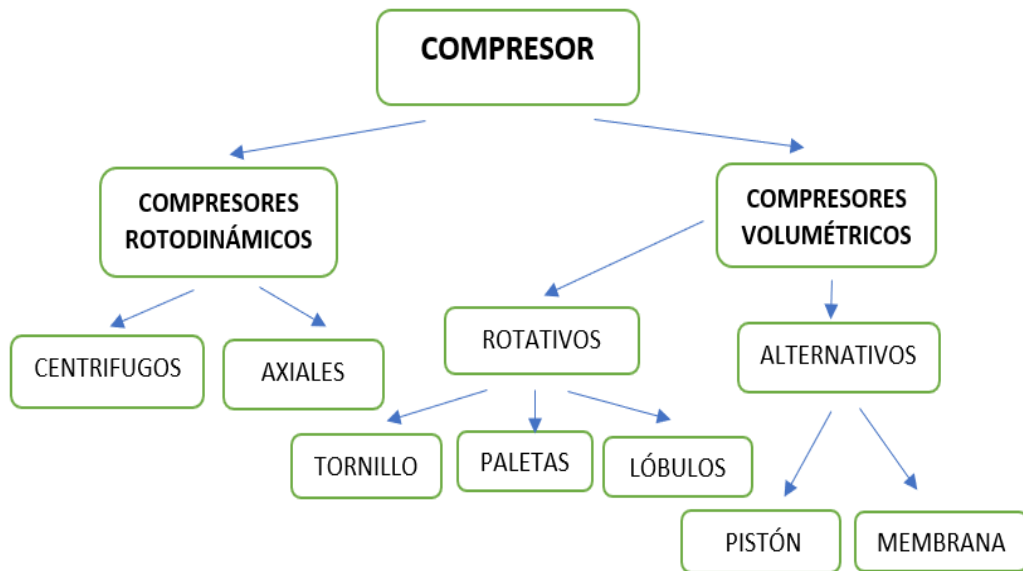 COMPRESOR
COMPRESORES
ROTODINÁMICOS
COMPRESORES
VOLUMÉTRICOS
CENTRIFUGOS
AXIALES
ROTATIVOS
ALTERNATIVOS
TORNILLO
PALETAS
LÓBULOS
PISTÓN
MEMBRANA